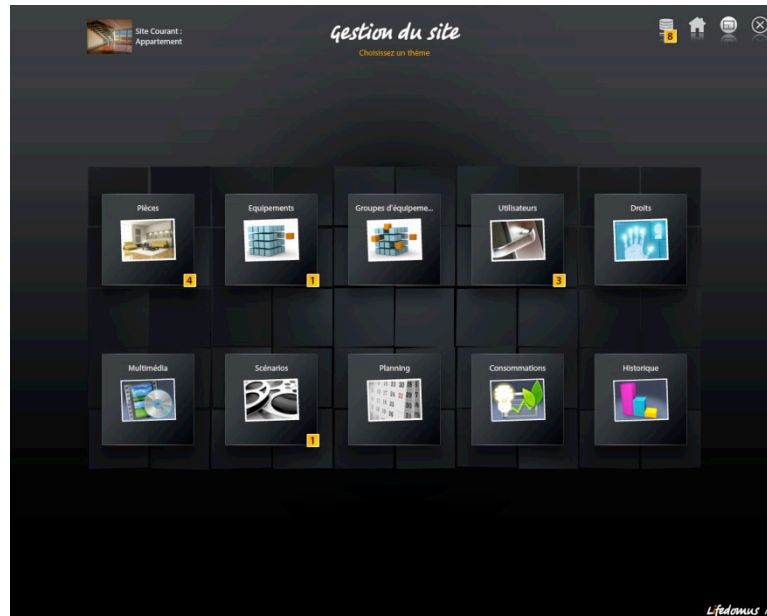 Site Courant :
Appartement
Gestion du site
Choisissez un thème
8
Pièces
4
Equipements
1
Groupes d'équipeme...
Utilisateurs
3
Droits
Multimédia
Scénarios
1
Planning
Consommations
Historique
Lifedomus